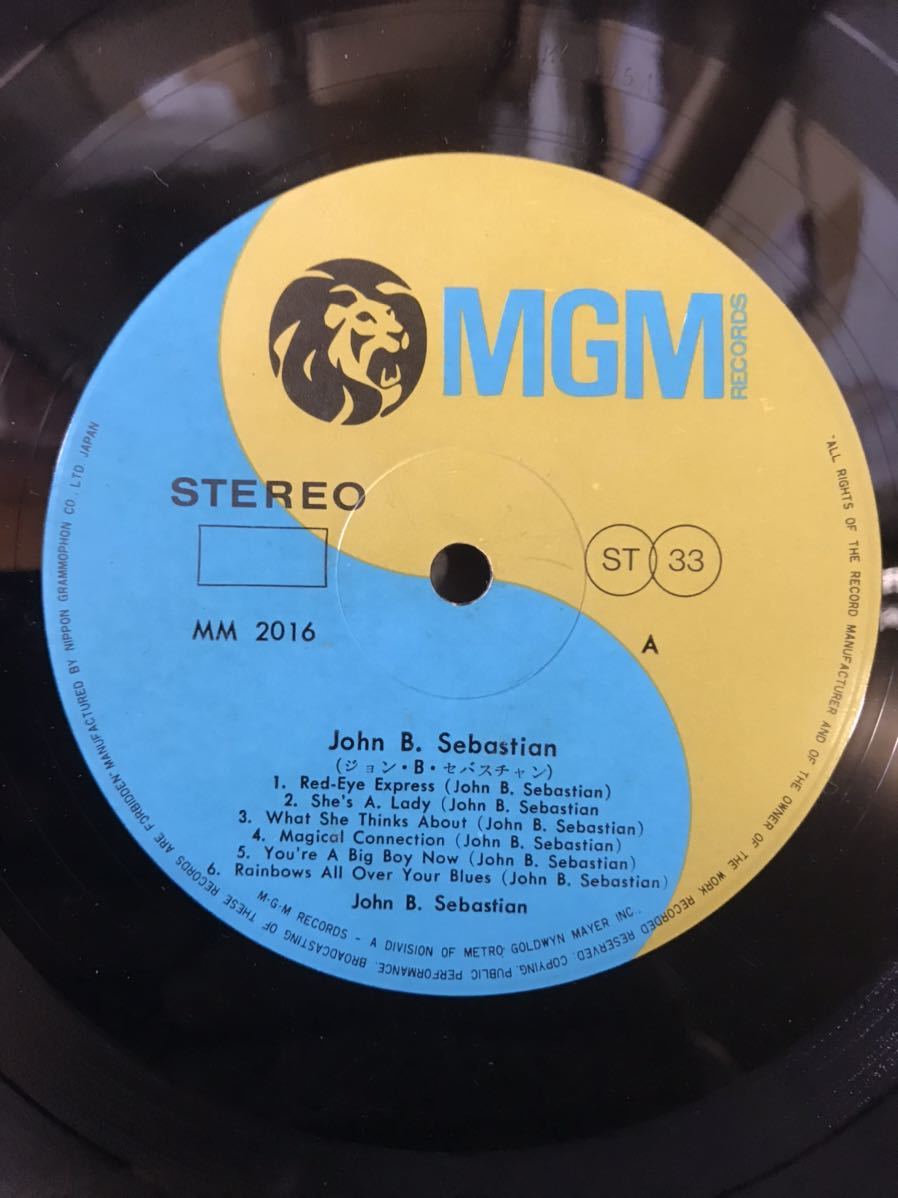 MGM
RECORDS
STEREO
ST 33
MM 2016
A
John B. Sebastian
(ジョン・B・セバスチャン)
1. Red-Eye Express (John B. Sebastian)
2. She's A. Lady (John B. Sebastian
3. What She Thinks About (John B. Sebastian)
4. Magical Connection (John B. Sebastian)
5. You're A Big Boy Now (John B. Sebastian)
6. Rainbows All Over Your Blues (John B. Sebastian)
John B. Sebastian
M-G-M RECORDS - A DIVISION OF METRO GOLDWYN MAYER INC.,
"ALL RIGHTS OF THE RECORD MANUFACTURER AND OF THE OWNER OF THE WORK RECORDED RESERVED. COPYING, PUBLIC PERFORMANCE, BROADCASTING OF THESE RECORDS ARE FORBIDDEN" MANUFACTURED BY NIPPON GRAMMOPHON CO., LTD JAPAN